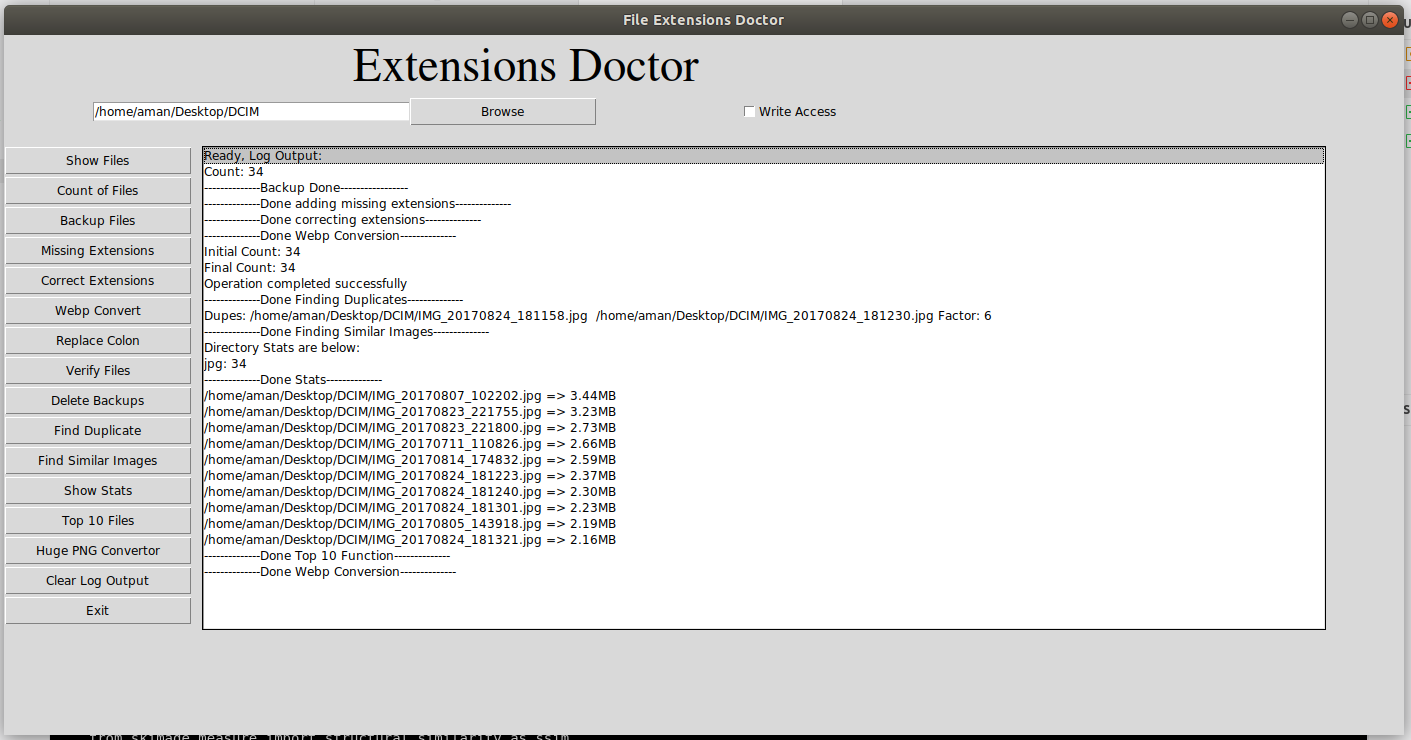 File Extensions Doctor
Extensions Doctor
/home/aman/Desktop/DCIM
Browse
Write Access
Show Files
Count of Files
Backup Files
Missing Extensions
Correct Extensions
Webp Convert
Replace Colon
Verify Files
Delete Backups
Find Duplicate
Find Similar Images
Show Stats
Top 10 Files
Huge PNG Convertor
Clear Log Output
Exit
Ready, Log Output:
Count: 34
--------------Backup Done-----------------
--------------Done adding missing extensions--------------
--------------Done correcting extensions--------------
--------------Done Webp Conversion--------------
Initial Count: 34
Final Count: 34
Operation completed successfully
--------------Done Finding Duplicates--------------
Dupes: /home/aman/Desktop/DCIM/IMG_20170824_181158.jpg  /home/aman/Desktop/DCIM/IMG_20170824_181230.jpg Factor: 6
--------------Done Finding Similar Images--------------
Directory Stats are below:
jpg: 34
--------------Done Stats--------------
/home/aman/Desktop/DCIM/IMG_20170807_102202.jpg => 3.44MB
/home/aman/Desktop/DCIM/IMG_20170823_221755.jpg => 3.23MB
/home/aman/Desktop/DCIM/IMG_20170823_221800.jpg => 2.73MB
/home/aman/Desktop/DCIM/IMG_20170711_110826.jpg => 2.66MB
/home/aman/Desktop/DCIM/IMG_20170814_174832.jpg => 2.59MB
/home/aman/Desktop/DCIM/IMG_20170824_181223.jpg => 2.37MB
/home/aman/Desktop/DCIM/IMG_20170824_181240.jpg => 2.30MB
/home/aman/Desktop/DCIM/IMG_20170824_181301.jpg => 2.23MB
/home/aman/Desktop/DCIM/IMG_20170805_143918.jpg => 2.19MB
/home/aman/Desktop/DCIM/IMG_20170824_181321.jpg => 2.16MB
--------------Done Top 10 Function--------------
--------------Done Webp Conversion--------------
from skimage.measure import structural_similarity as ssim